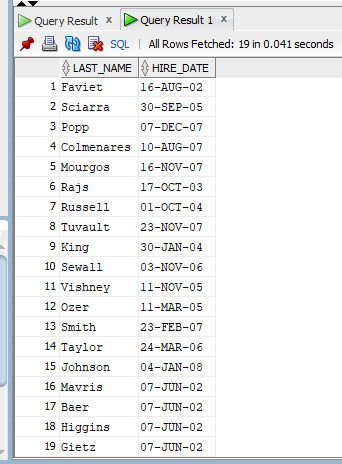 Query Result × Query Result 1 ×
SQL | All Rows Fetched: 19 in 0.041 seconds
LAST_NAME HIRE_DATE
1 Faviet 16-AUG-02
2 Sciarra 30-SEP-05
3 Popp 07-DEC-07
4 Colmenares 10-AUG-07
5 Mourgos 16-NOV-07
6 Rajs 17-OCT-03
7 Russell 01-OCT-04
8 Tuvault 23-NOV-07
9 King 30-JAN-04
10 Sewall 03-NOV-06
11 Vishney 11-NOV-05
12 Ozer 11-MAR-05
13 Smith 23-FEB-07
14 Taylor 24-MAR-06
15 Johnson 04-JAN-08
16 Mavris 07-JUN-02
17 Baer 07-JUN-02
18 Higgins 07-JUN-02
19 Gietz 07-JUN-02